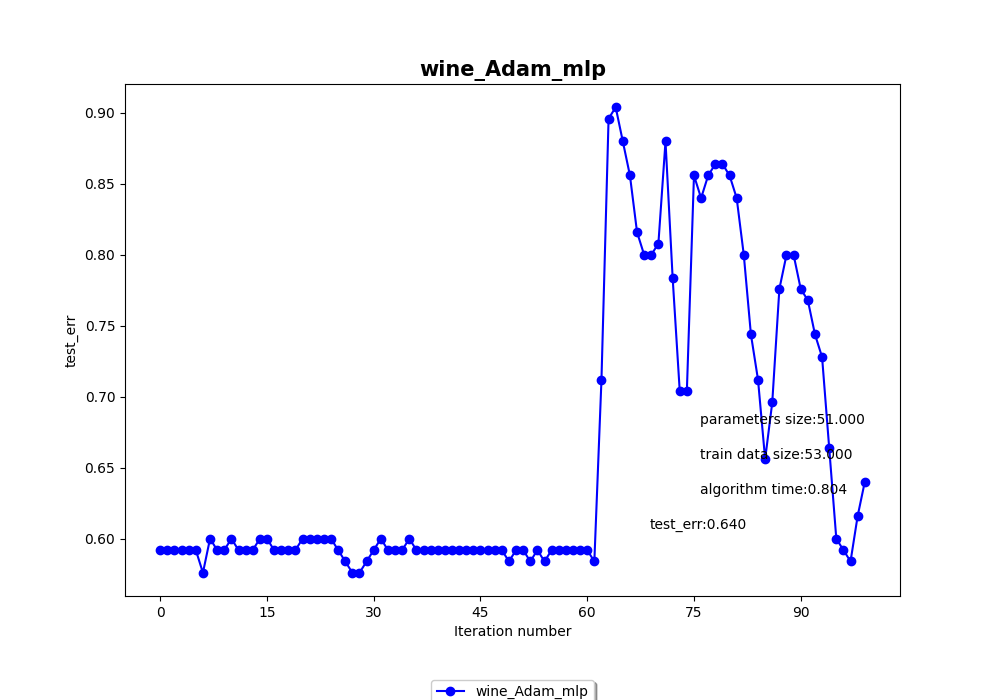 wine_Adam_mlp
0.90
0.85
0.80
0.75
0.70
0.65
0.60
test_err
parameters size:51.000
train data size:53.000
algorithm time:0.804
test_err:0.640
0 15 30 45 60 75 90
Iteration number
wine_Adam_mlp